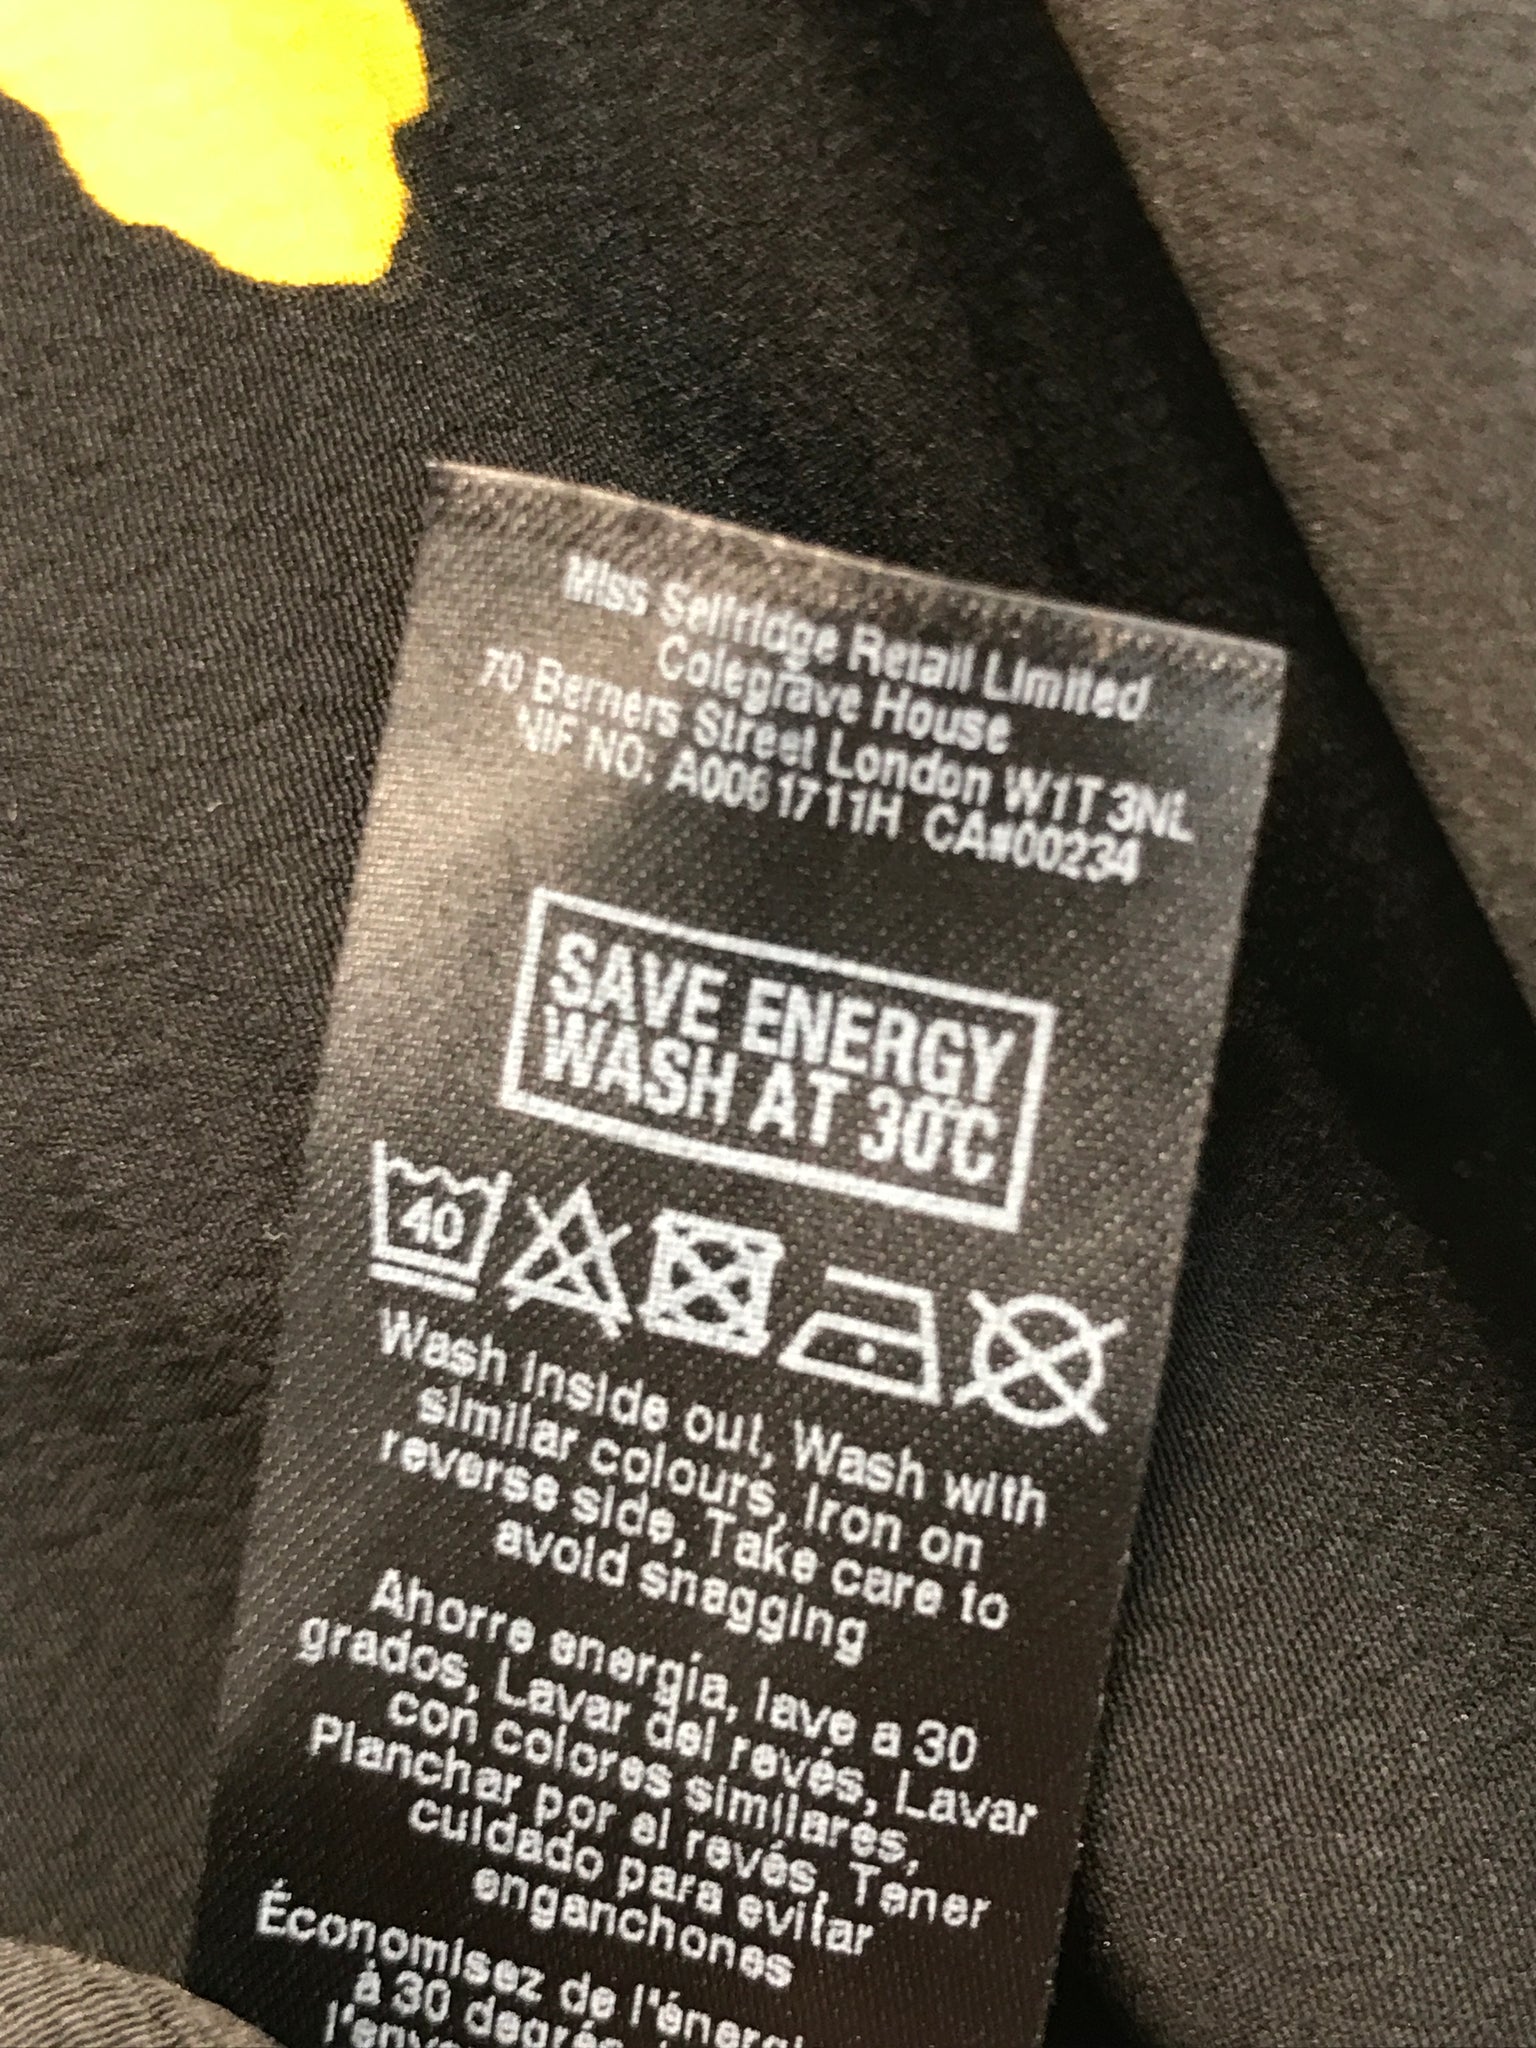 Miss Selfridge Retail Limited
Colegrave House
70 Berners Street London W1T 3NL
NIF NO. A0061711H CA#00234
SAVE ENERGY
WASH AT 30°C
40
Wash inside out, Wash with
similar colours, Iron on
reverse side, Take care to
avoid snagging
Ahorre energía, lave a 30
grados, Lavar del revés, Lavar
con colores similares,
Planchar por el revés, Tener
cuidado para evitar
enganchones
Économisez de l'énergi
à 30 degrés
l'enve